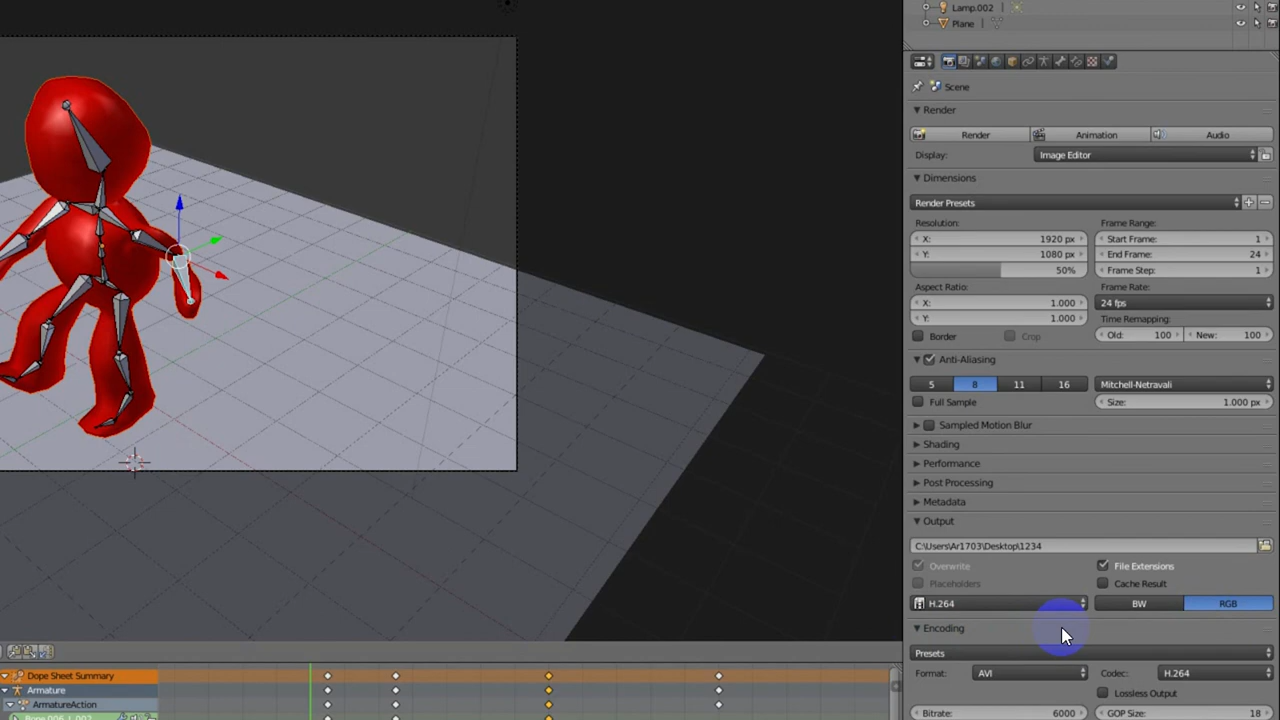 Lamp.002
Plane
Scene
Render
Render Animation Audio
Display: Image Editor
Dimensions
Render Presets
Resolution: Frame Range:
X: 1920 px Start Frame: 1
Y: 1080 px End Frame: 24
50% Frame Step: 1
Aspect Ratio: Frame Rate:
X: 1.000 24 fps
Y: 1.000 Time Remapping:
Border Crop Old: 100 New: 100
Anti-Aliasing
5 8 11 16 Mitchell-Netravali
Full Sample Size: 1.000 px
Sampled Motion Blur
Shading
Performance
Post Processing
Metadata
Output
C:\Users\Ar1703\Desktop\1234
Overwrite File Extensions
Placeholders Cache Result
H.264 BW RGB
Encoding
Presets
Format: AVI Codec: H.264
Lossless Output
Bitrate: 6000 GOP Size: 18
Dope Sheet Summary
Armature
ArmatureAction